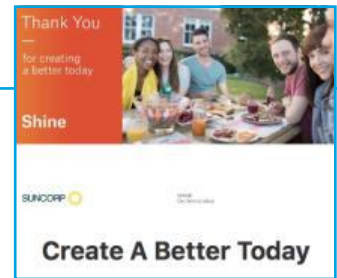 Thank You
for creating
a better today
Shine
SUNCORP
Create A Better Today